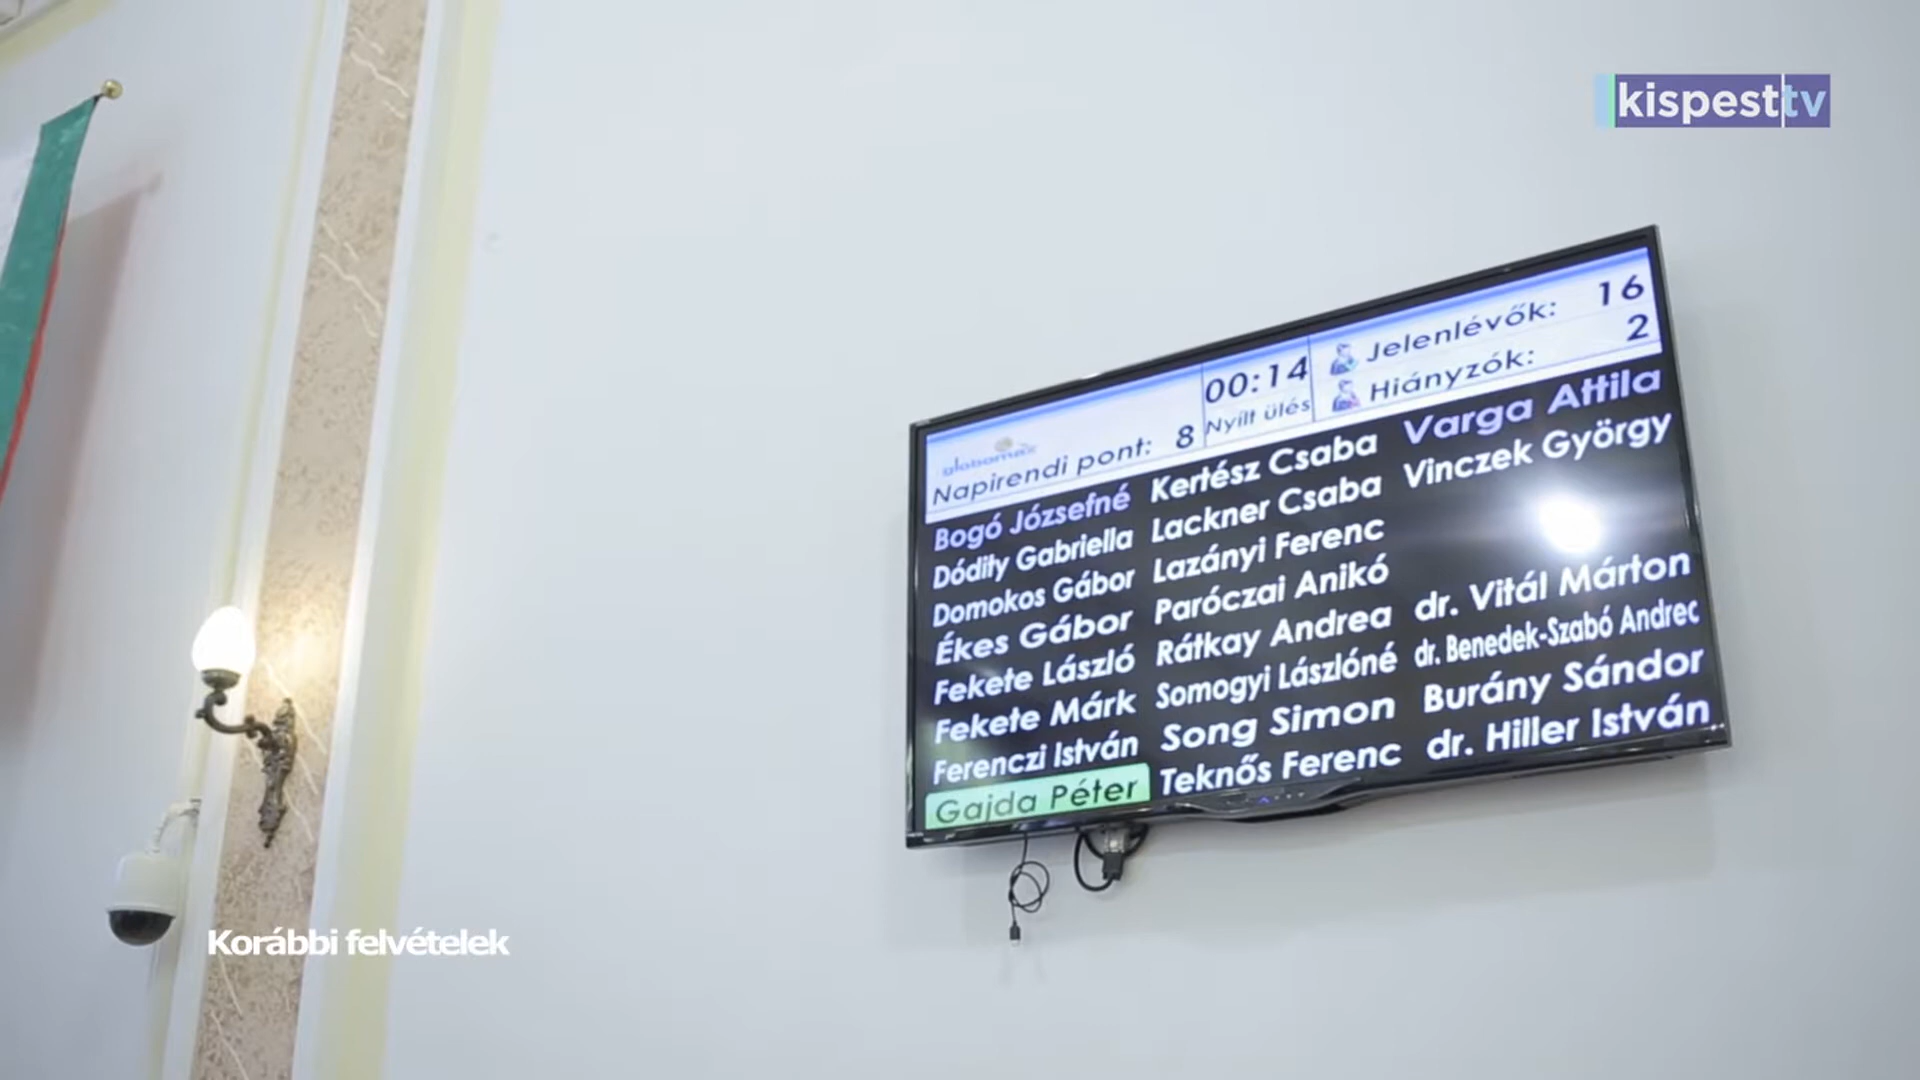 kispest tv
Napirendi pont: 8
00:14
Nyílt ülés
Jelenlévők: 16
Hiányzók: 2
Bogó Józsefné
Dódity Gabriella
Domokos Gábor
Ékes Gábor
Fekete László
Fekete Márk
Ferenczi István
Gajda Péter
Kertész Csaba
Lackner Csaba
Lazányi Ferenc
Paróczai Anikó
Rátkay Andrea
Somogyi Lászlóné
Song Simon
Teknős Ferenc
Varga Attila
Vinczek György
dr. Vitál Márton
dr. Benedek-Szabó Andrea
Burány Sándor
dr. Hiller István
Korábbi felvételek